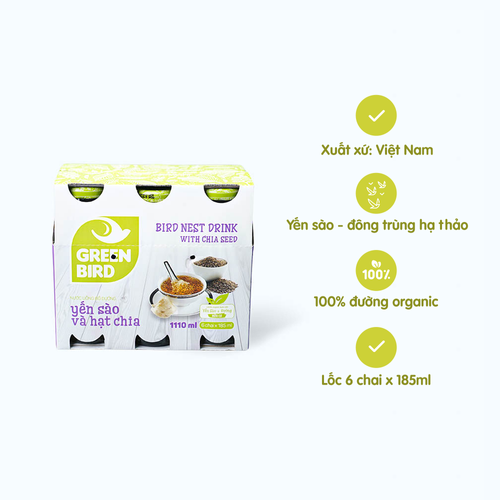 GREEN
BIRD
BIRD NEST DRINK
WITH CHIA SEED
yến sào
và hạt chia
1110 ml
Xuất xứ: Việt Nam
Yến sào - đông trùng hạ thảo
100%
100% đường organic
Lốc 6 chai x 185ml